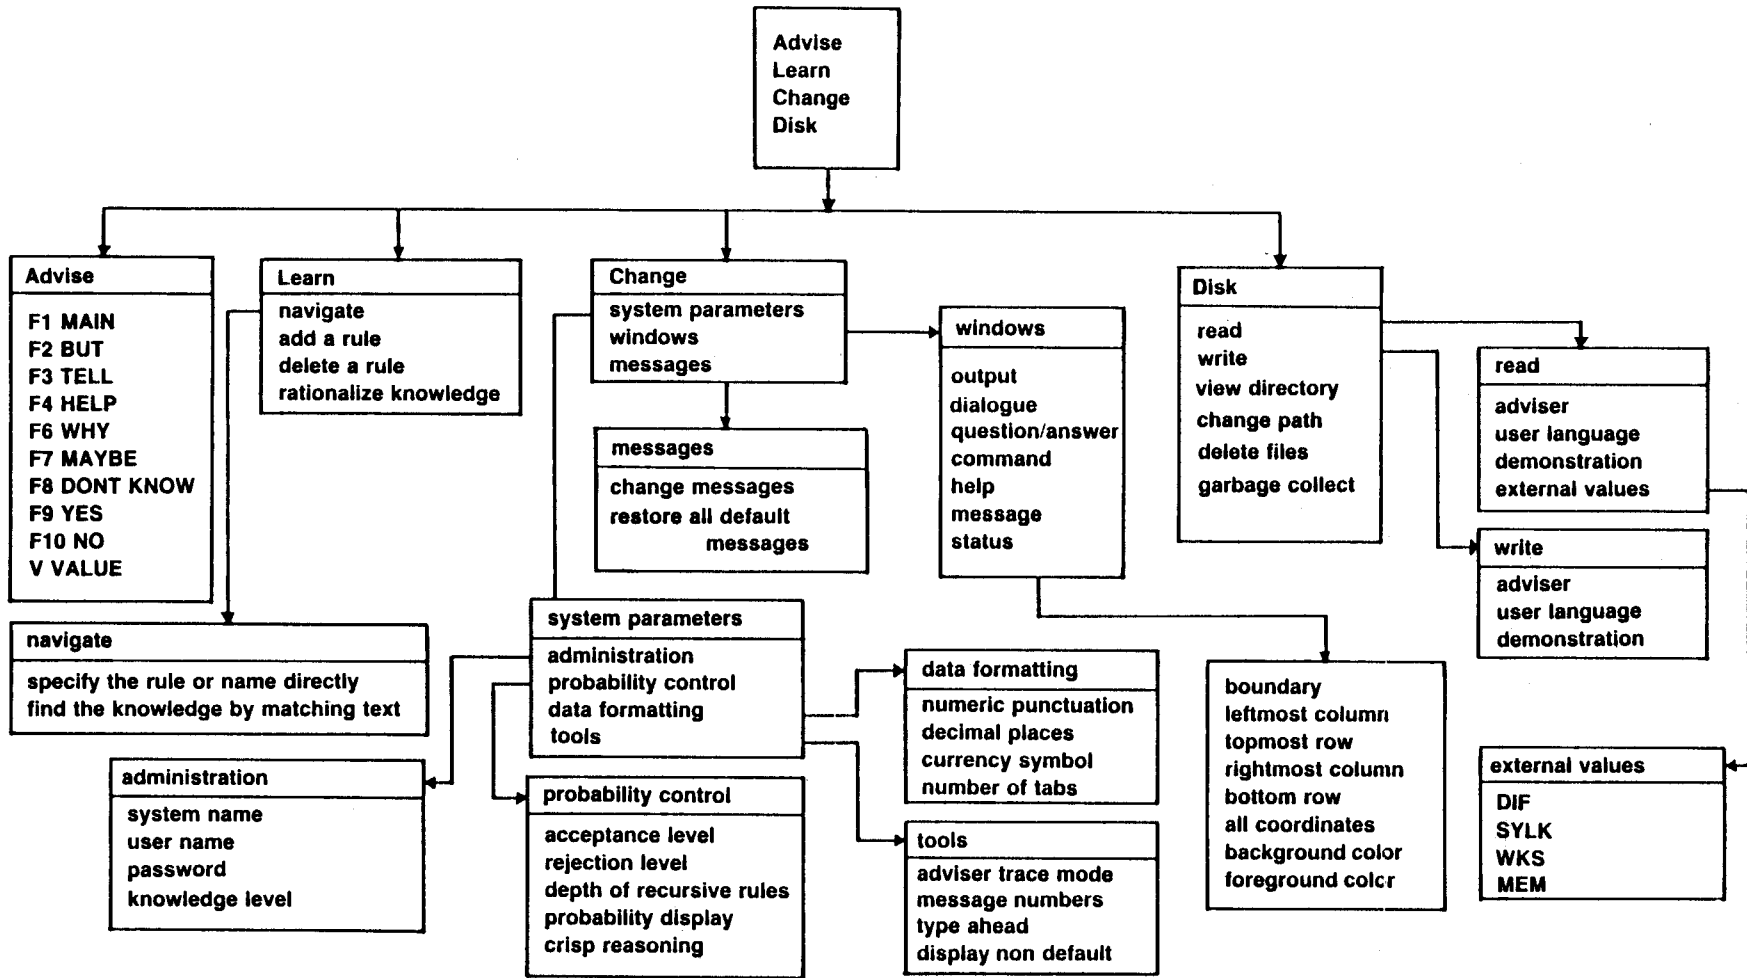 Advise
Learn
Change
Disk
Advise
F1 MAIN
F2 BUT
F3 TELL
F4 HELP
F6 WHY
F7 MAYBE
F8 DONT KNOW
F9 YES
F10 NO
V VALUE
Learn
navigate
add a rule
delete a rule
rationalize knowledge
Change
system parameters
windows
messages
windows
output
dialogue
question/answer
command
help
message
status
Disk
read
write
view directory
change path
delete files
garbage collect
read
adviser
user language
demonstration
external values
messages
change messages
restore all default
messages
write
adviser
user language
demonstration
navigate
specify the rule or name directly
find the knowledge by matching text
system parameters
administration
probability control
data formatting
tools
data formatting
numeric punctuation
decimal places
currency symbol
number of tabs
boundary
leftmost column
topmost row
rightmost column
bottom row
all coordinates
background color
foreground color
external values
DIF
SYLK
WKS
MEM
administration
system name
user name
password
knowledge level
probability control
acceptance level
rejection level
depth of recursive rules
probability display
crisp reasoning
tools
adviser trace mode
message numbers
type ahead
display non default